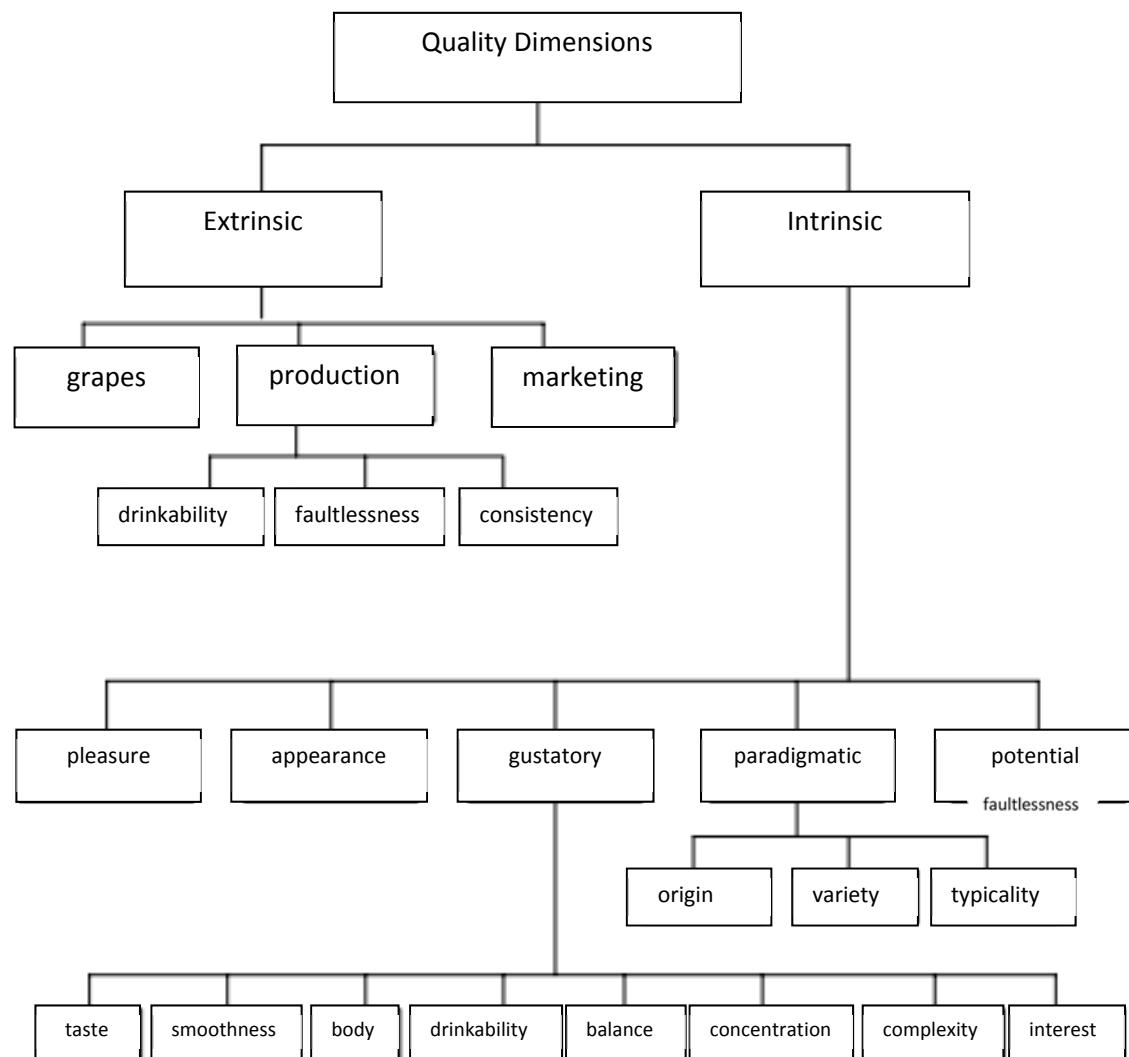 Quality Dimensions
Extrinsic
Intrinsic
grapes
production
marketing
drinkability
faultlessness
consistency
pleasure
appearance
gustatory
paradigmatic
potential
faultlessness
origin
variety
typicality
taste
smoothness
body
drinkability
balance
concentration
complexity
interest